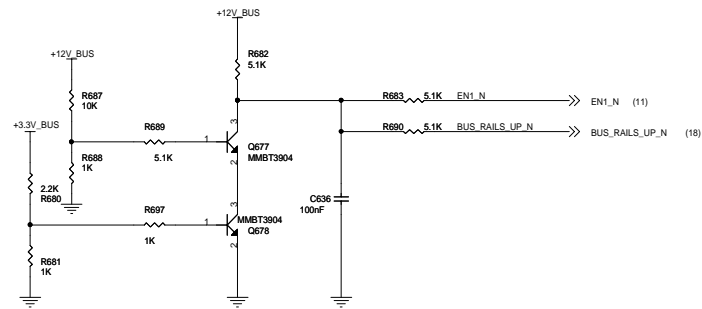 +12V_BUS
R682
5.1K
+12V_BUS
R687
10K
R683 5.1K EN1_N
EN1_N (11)
+3.3V_BUS
R689
5.1K
1
3
2
Q677
MMBT3904
R690 5.1K BUS_RAILS_UP_N
BUS_RAILS_UP_N (18)
R688
1K
2.2K
R680
C636
100nF
R697
1K
1
3
2
MMBT3904
Q678
R681
1K